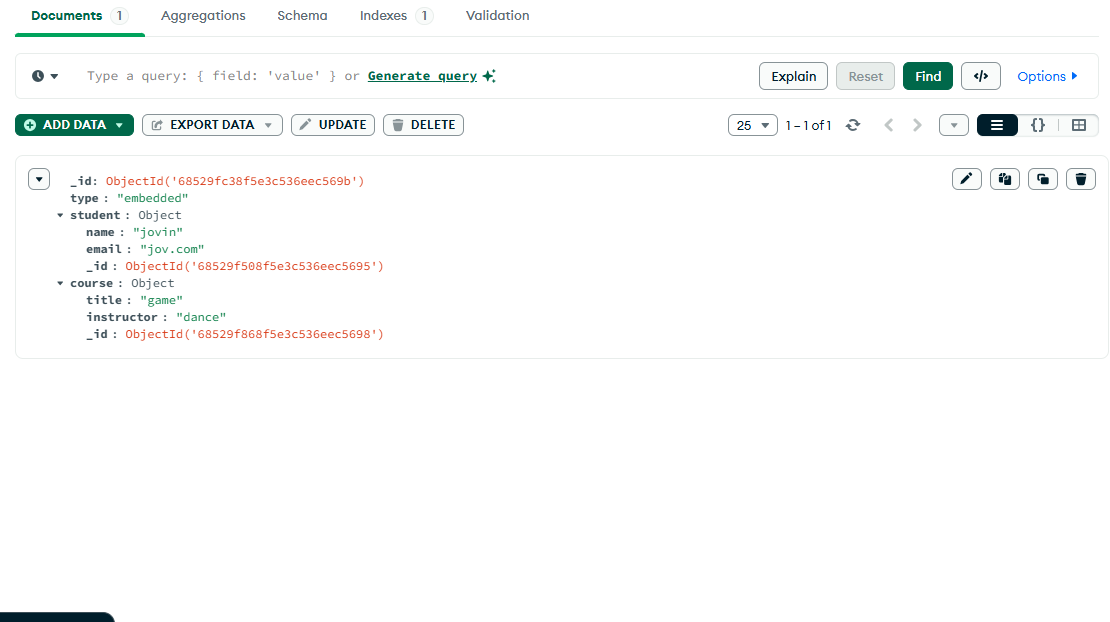 Documents 1 Aggregations Schema Indexes 1 Validation
Type a query: { field: 'value' } or Generate query Explain Reset Find </> Options
ADD DATA EXPORT DATA UPDATE DELETE 25 1 – 1 of 1 {}
_id: ObjectId('68529fc38f5e3c536eec569b')
type : "embedded"
student : Object
name : "jovin"
email : "jov.com"
_id : ObjectId('68529f508f5e3c536eec5695')
course : Object
title : "game"
instructor : "dance"
_id : ObjectId('68529f868f5e3c536eec5698')